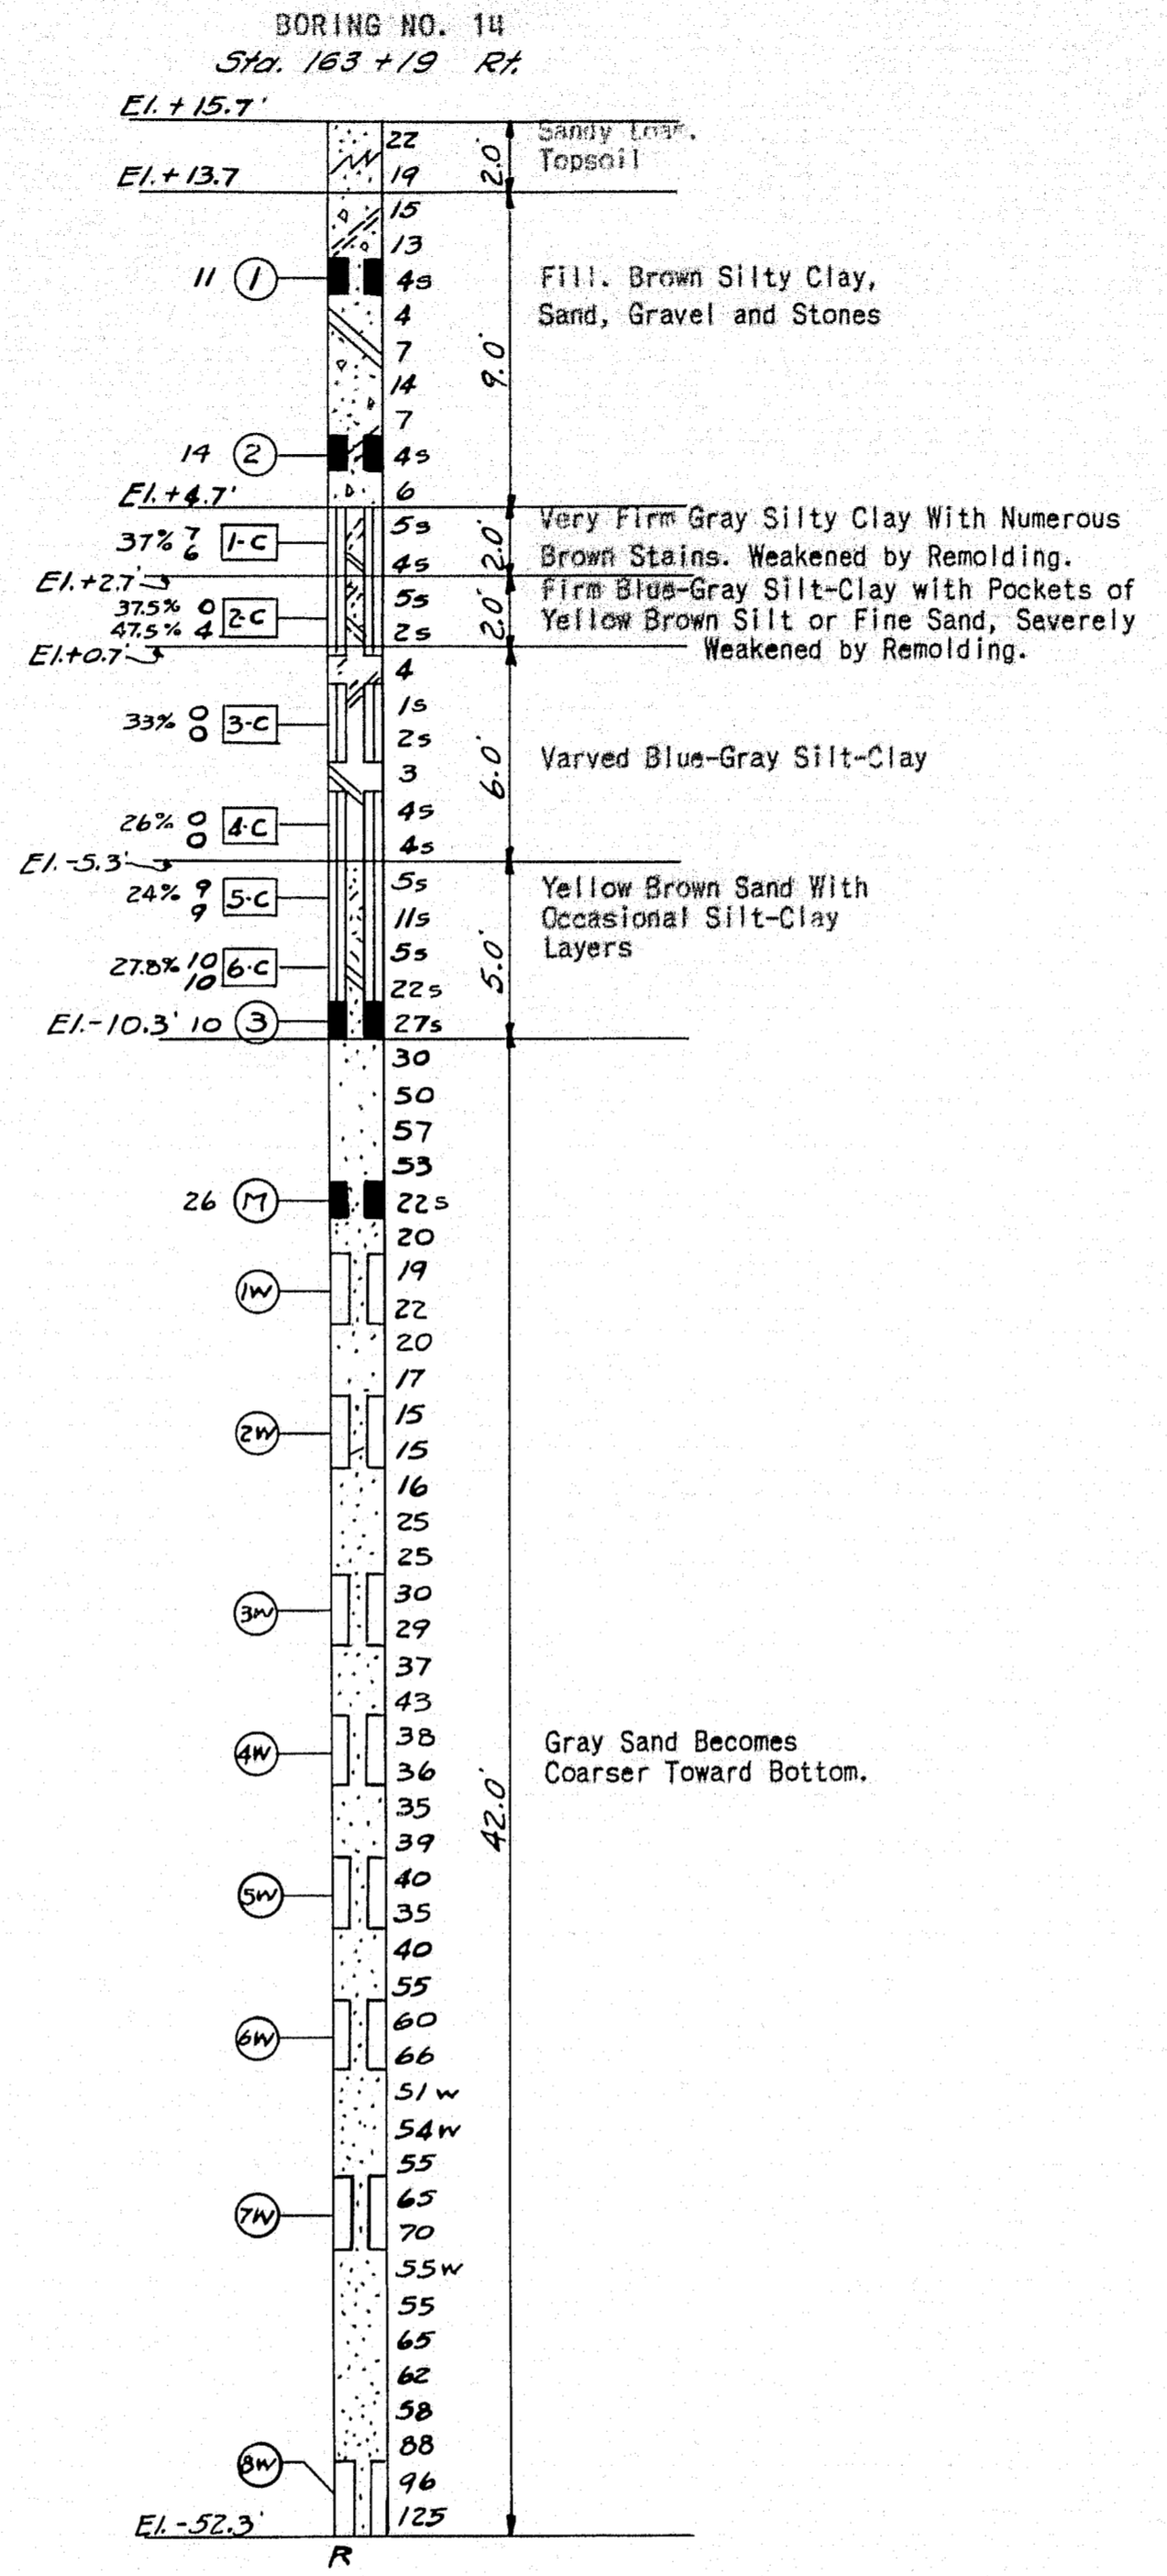 BORING NO. 14
Sta. 163 +19 Rt.
El. + 15.7'
22
2.0'
Sandy Loam.
Topsoil
El. + 13.7
19
15
13
11 1 4s
Fill. Brown Silty Clay,
Sand, Gravel and Stones
4
7
9.0'
14
7
14 2 4s
El. +4.7'
6
37% 7
6
1-C
5s
4s
2.0'
Very Firm Gray Silty Clay With Numerous
Brown Stains. Weakened by Remolding.
El. +2.7'
37.5% 0
47.5% 4
2-C
5s
2s
2.0'
Firm Blue-Gray Silt-Clay with Pockets of
Yellow Brown Silt or Fine Sand, Severely
Weakened by Remolding.
El. +0.7'
4
33% 0
0
3-C
1s
2s
6.0'
Varved Blue-Gray Silt-Clay
3
26% 0
0
4-C
4s
4s
El. -5.3'
24% 9
9
5-C
5s
11s
5.0'
Yellow Brown Sand With
Occasional Silt-Clay
Layers
27.8% 10
10
6-C
5s
22s
El. -10.3' 10 3 27s
30
50
57
53
26 M 22s
20
1W
19
22
20
17
2W
15
15
16
25
25
3W
30
29
37
43
4W
38
36
42.0'
Gray Sand Becomes
Coarser Toward Bottom.
35
39
5W
40
35
40
55
6W
60
66
51 w
54 w
55
7W
65
70
55 w
55
65
62
58
88
8W
96
125
El. -52.3'
R